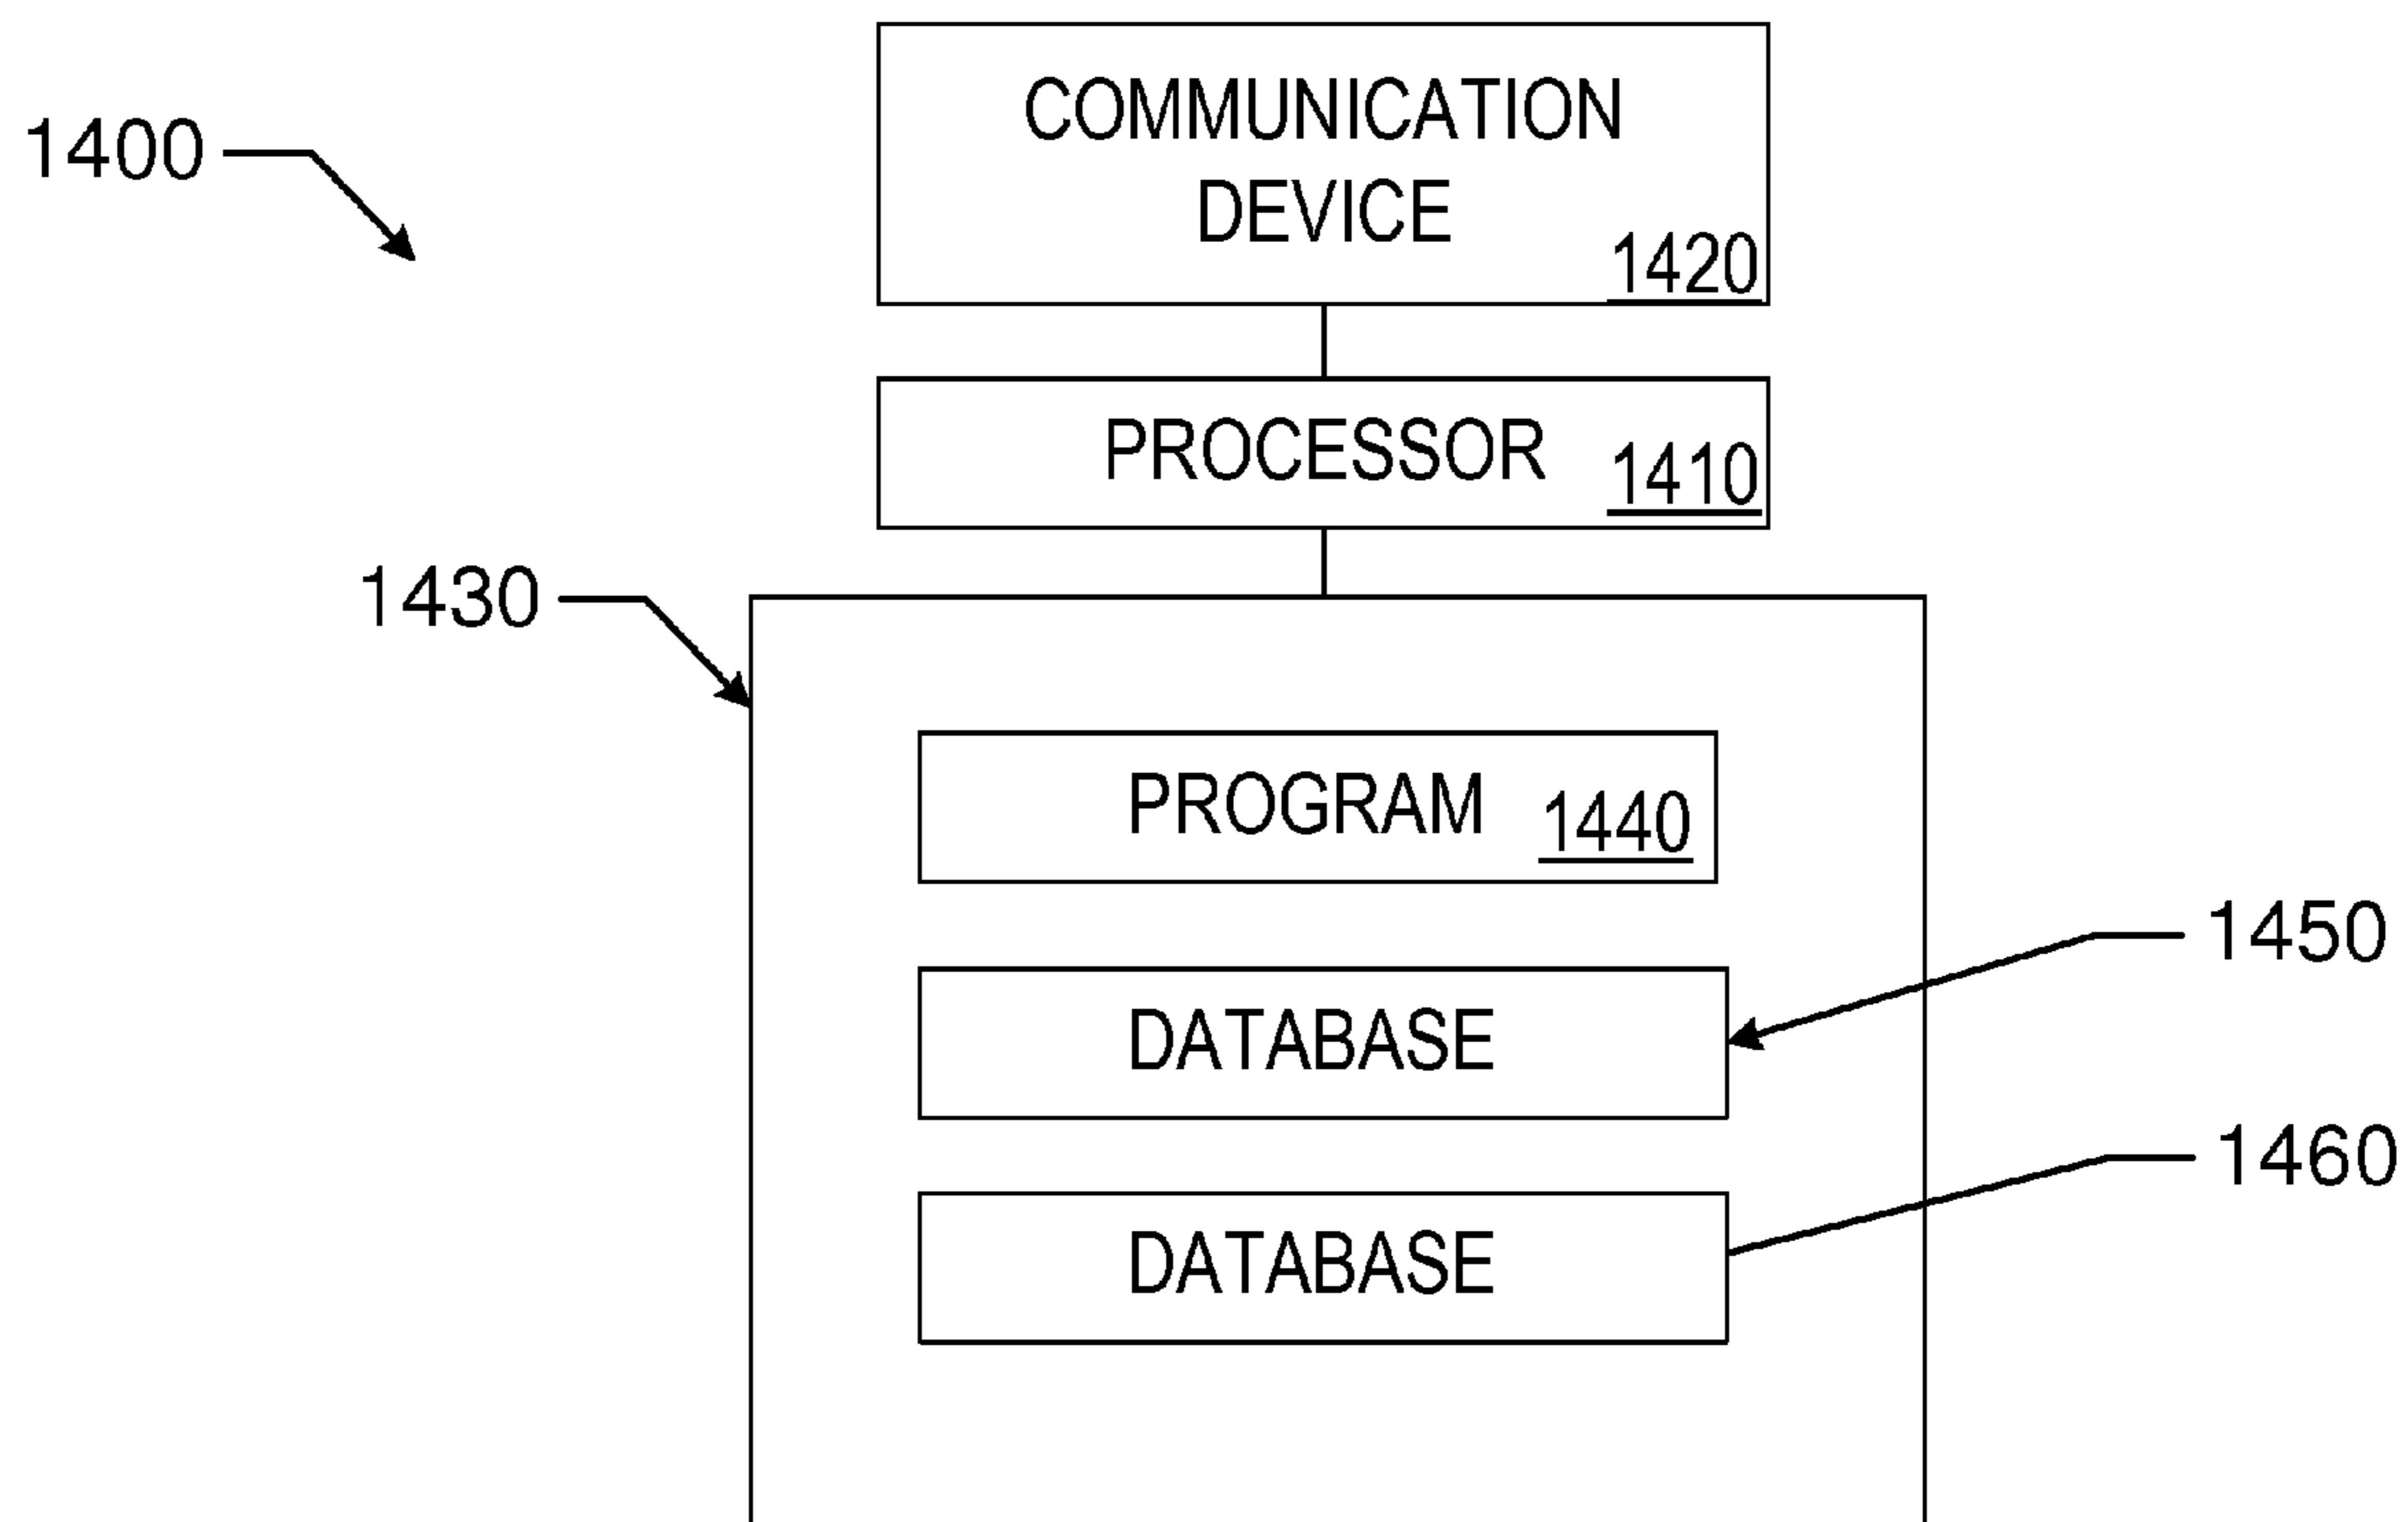 COMMUNICATION
DEVICE
1420
1400
PROCESSOR
1410
1430
PROGRAM
1440
DATABASE
1450
DATABASE
1460